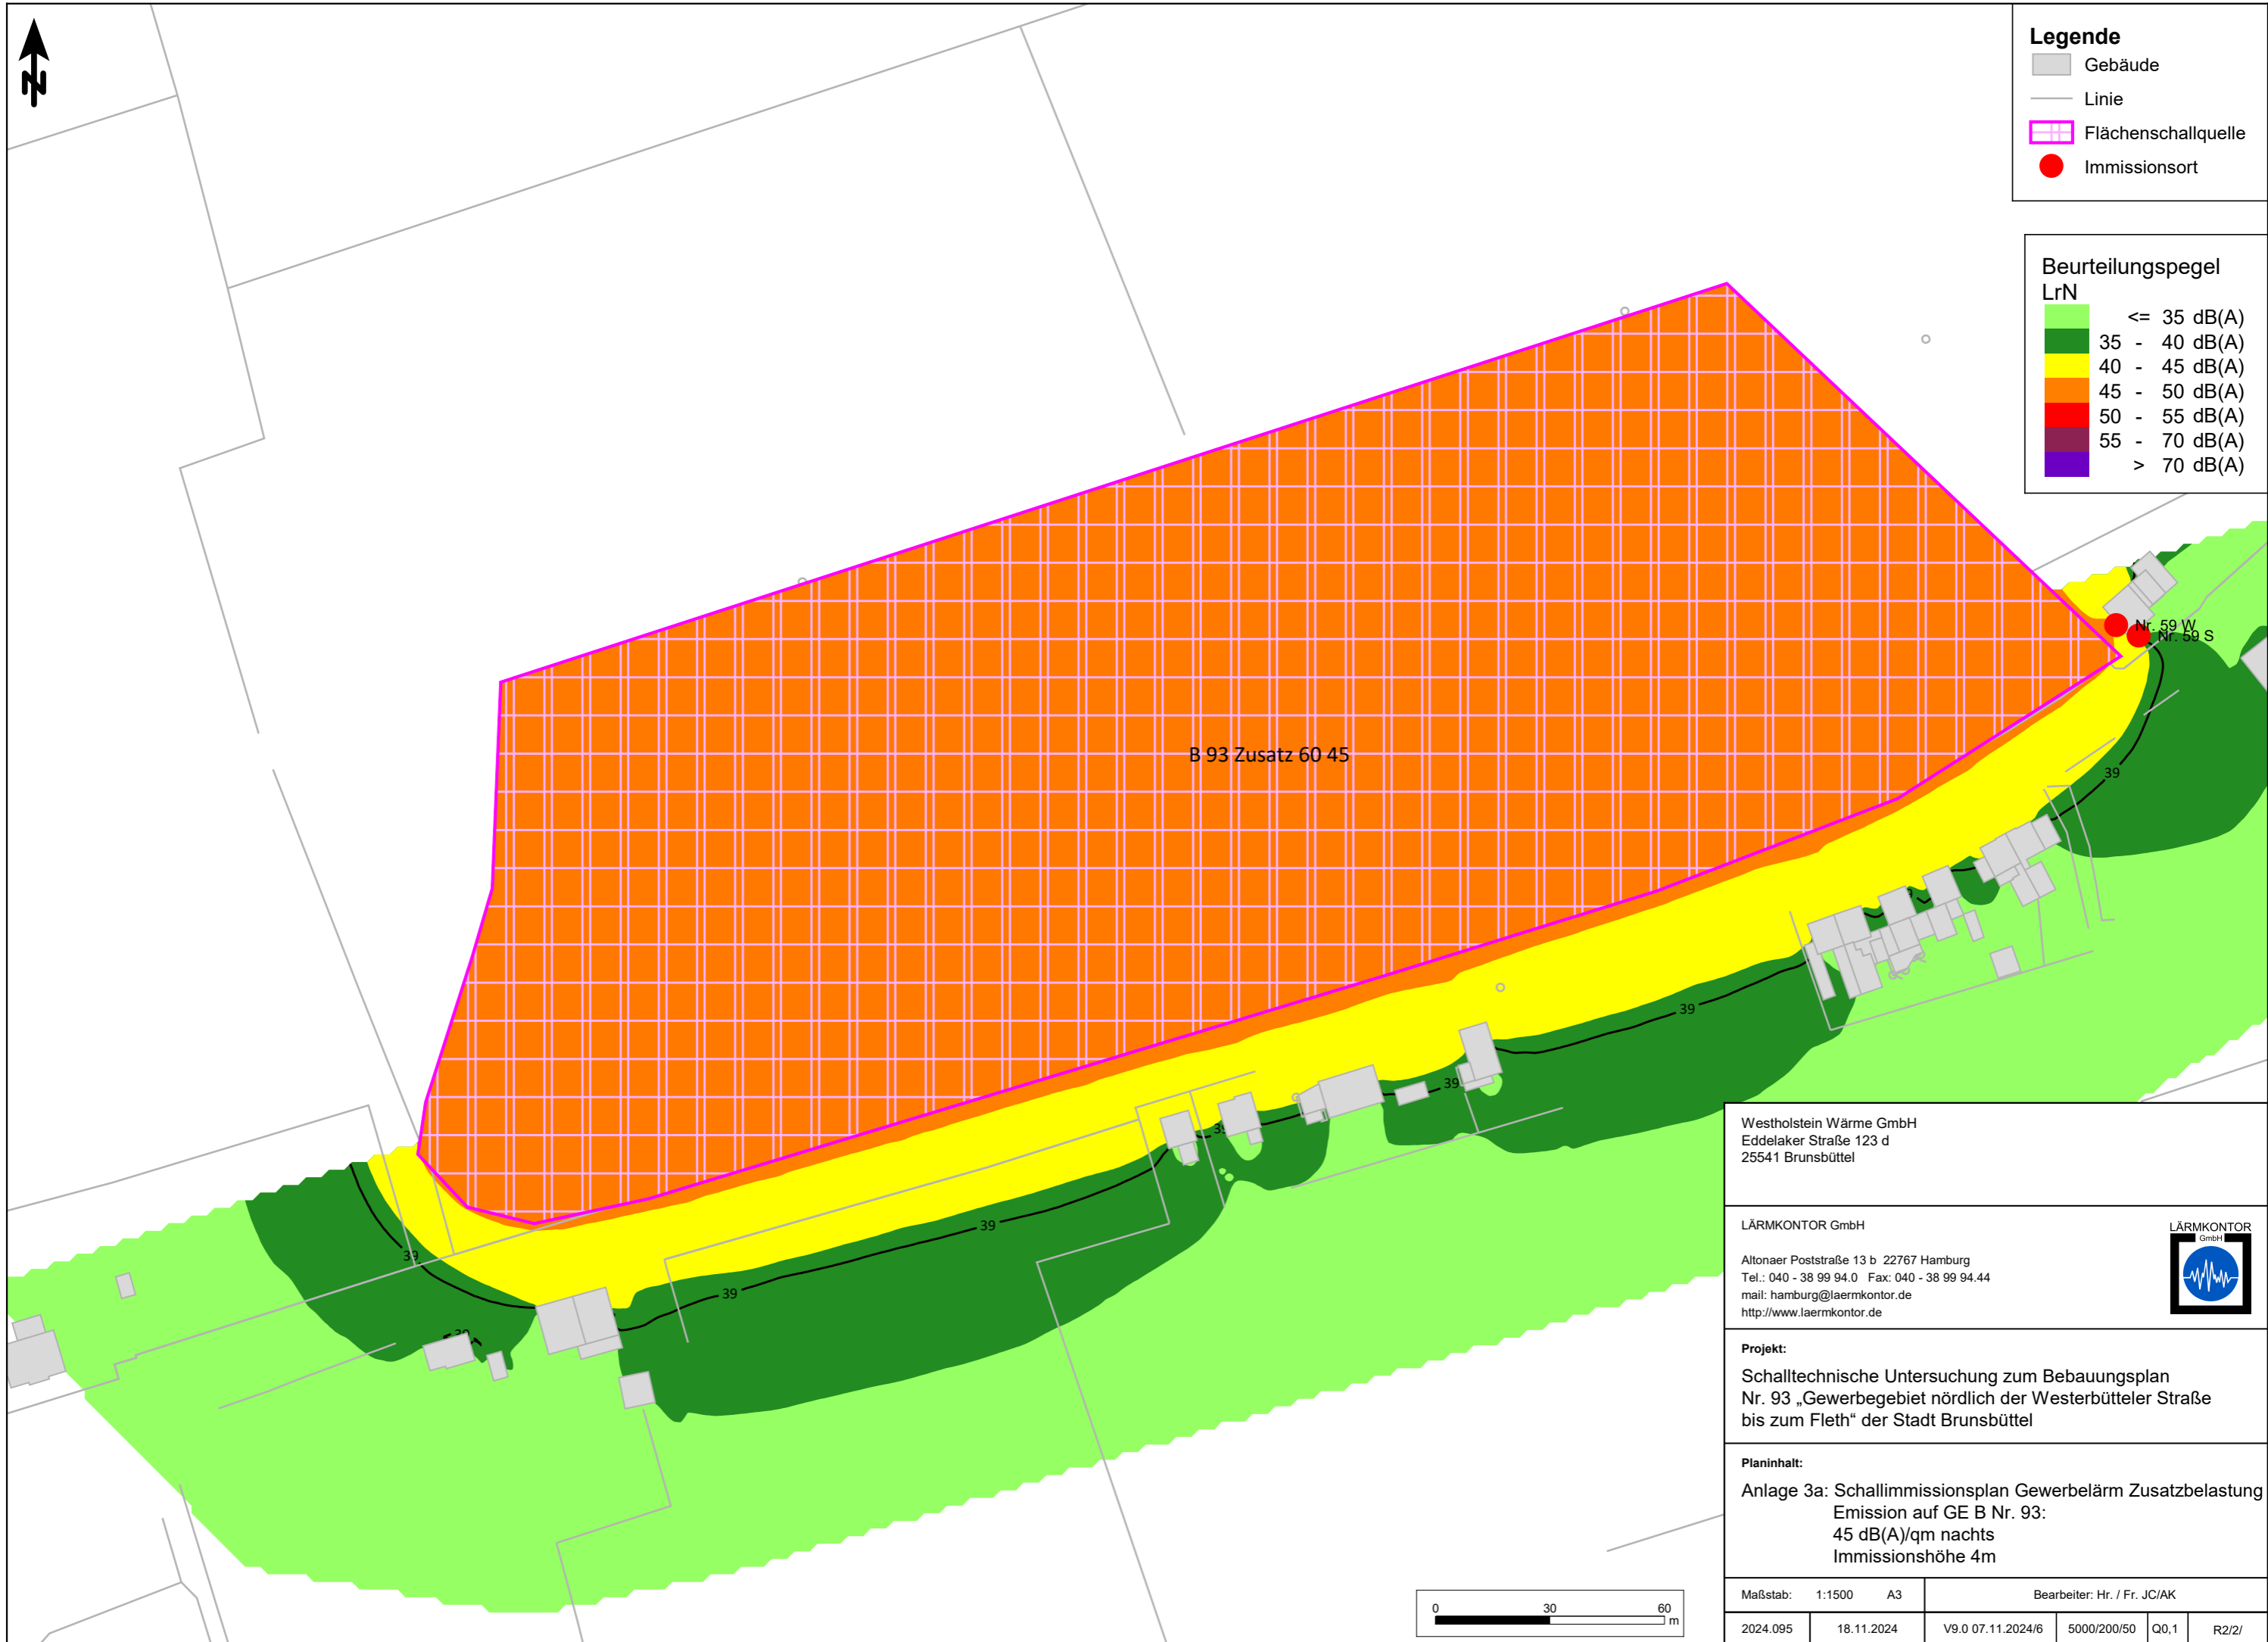 N
Legende
Gebäude
Linie
Flächenschallquelle
Immissionsort
Beurteilungspegel
LrN
<= 35 dB(A)
35 - 40 dB(A)
40 - 45 dB(A)
45 - 50 dB(A)
50 - 55 dB(A)
55 - 70 dB(A)
> 70 dB(A)
Nr. 59 W
Nr. 59 S
B 93 Zusatz 60 45
39
39
39
39
39
39
39
Westholstein Wärme GmbH
Eddelaker Straße 123 d
25541 Brunsbüttel
LÄRMKONTOR GmbH
Altonaer Poststraße 13 b 22767 Hamburg
Tel.: 040 - 38 99 94.0 Fax: 040 - 38 99 94.44
mail: hamburg@laermkontor.de
http://www.laermkontor.de
LÄRMKONTOR
GmbH
Projekt:
Schalltechnische Untersuchung zum Bebauungsplan
Nr. 93 „Gewerbegebiet nördlich der Westerbütteler Straße
bis zum Fleth“ der Stadt Brunsbüttel
Planinhalt:
Anlage 3a: Schallimmissionsplan Gewerbelärm Zusatzbelastung
Emission auf GE B Nr. 93:
45 dB(A)/qm nachts
Immissionshöhe 4m
0 30 60
m
Maßstab: 1:1500 A3 Bearbeiter: Hr. / Fr. JC/AK
2024.095 18.11.2024 V9.0 07.11.2024/6 5000/200/50 Q0,1 R2/2/